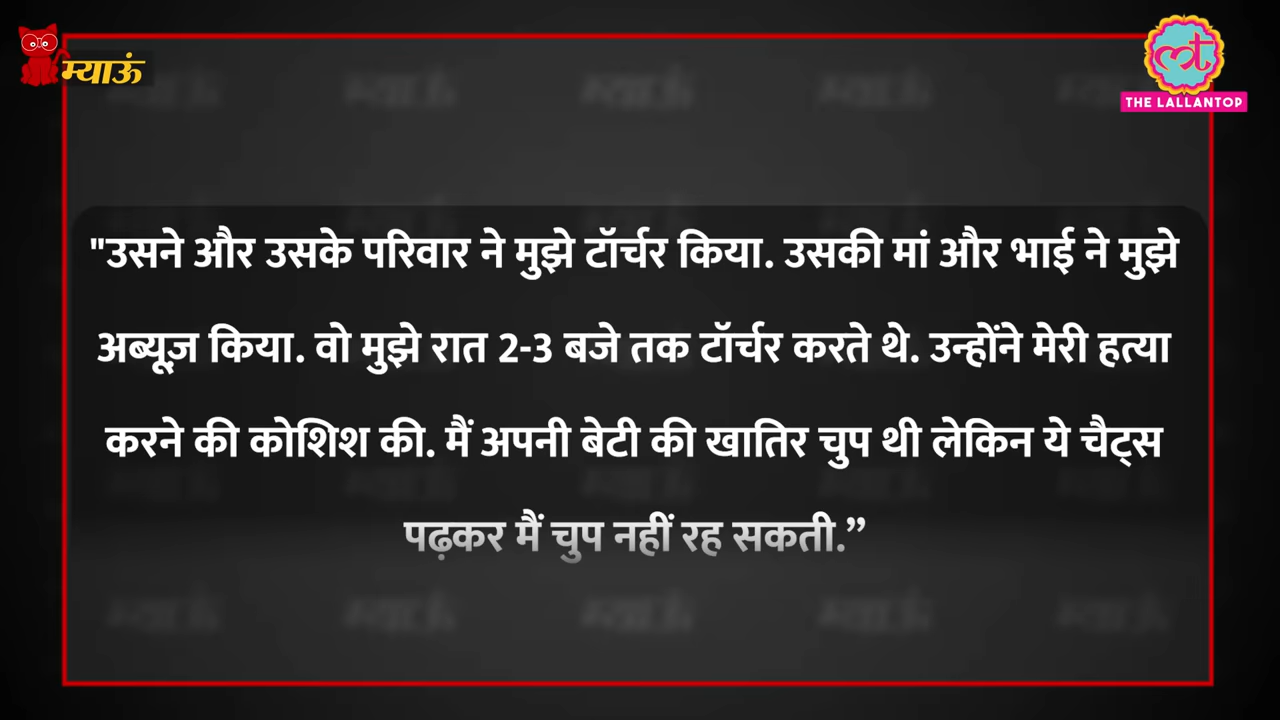 म्याऊं
THE LALLANTOP
"उसने और उसके परिवार ने मुझे टॉर्चर किया. उसकी मां और भाई ने मुझे
अब्यूज़ किया. वो मुझे रात 2-3 बजे तक टॉर्चर करते थे. उन्होंने मेरी हत्या
करने की कोशिश की. मैं अपनी बेटी की खातिर चुप थी लेकिन ये चैट्स
पढ़कर मैं चुप नहीं रह सकती.”